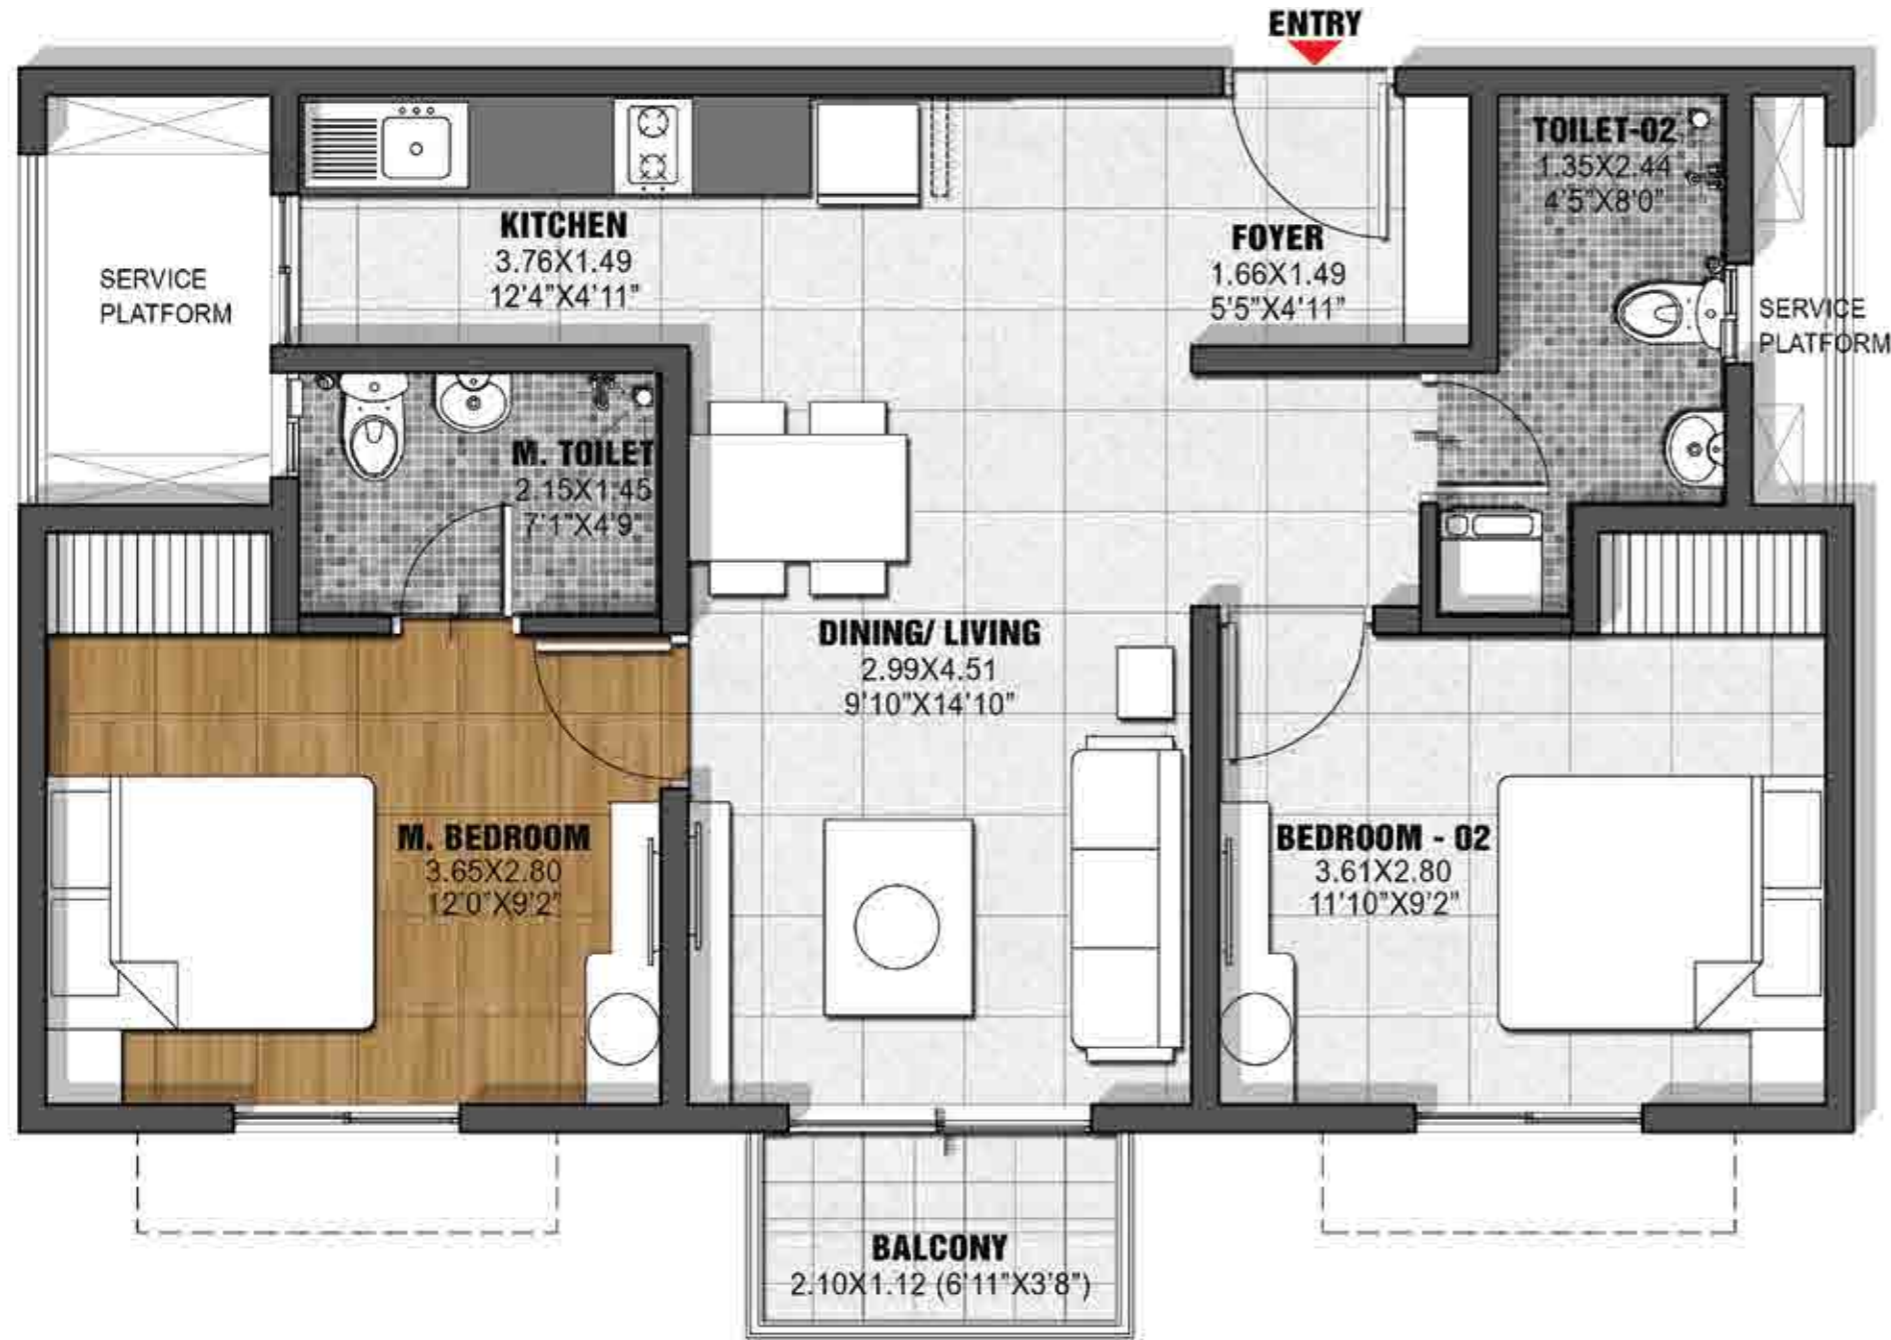 ENTRY
TOILET-02
1.35X2.44
4'5"X8'0"
KITCHEN
3.76X1.49
12'4"X4'11"
FOYER
1.66X1.49
5'5"X4'11"
SERVICE
PLATFORM
SERVICE
PLATFORM
M. TOILET
2.15X1.45
7'1"X4'9"
DINING/ LIVING
2.99X4.51
9'10"X14'10"
M. BEDROOM
3.65X2.80
12'0"X9'2"
BEDROOM - 02
3.61X2.80
11'10"X9'2"
BALCONY
2.10X1.12 (6'11"X3'8")